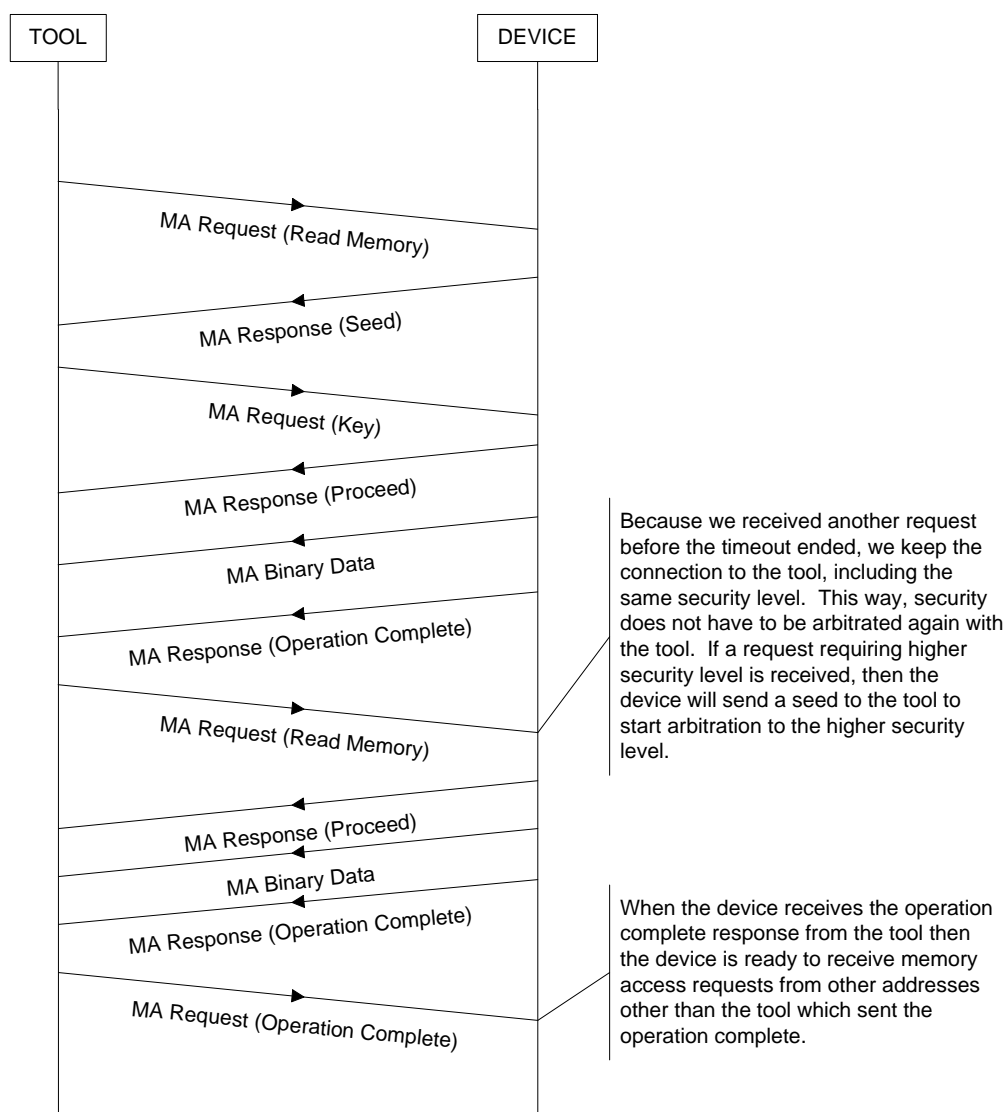 TOOL
DEVICE
MA Request (Read Memory)
MA Response (Seed)
MA Request (Key)
MA Response (Proceed)
MA Binary Data
MA Response (Operation Complete)
MA Request (Read Memory)
Because we received another request
before the timeout ended, we keep the
connection to the tool, including the
same security level.  This way, security
does not have to be arbitrated again with
the tool.  If a request requiring higher
security level is received, then the
device will send a seed to the tool to
start arbitration to the higher security
level.
MA Response (Proceed)
MA Binary Data
MA Response (Operation Complete)
MA Request (Operation Complete)
When the device receives the operation
complete response from the tool then
the device is ready to receive memory
access requests from other addresses
other than the tool which sent the
operation complete.